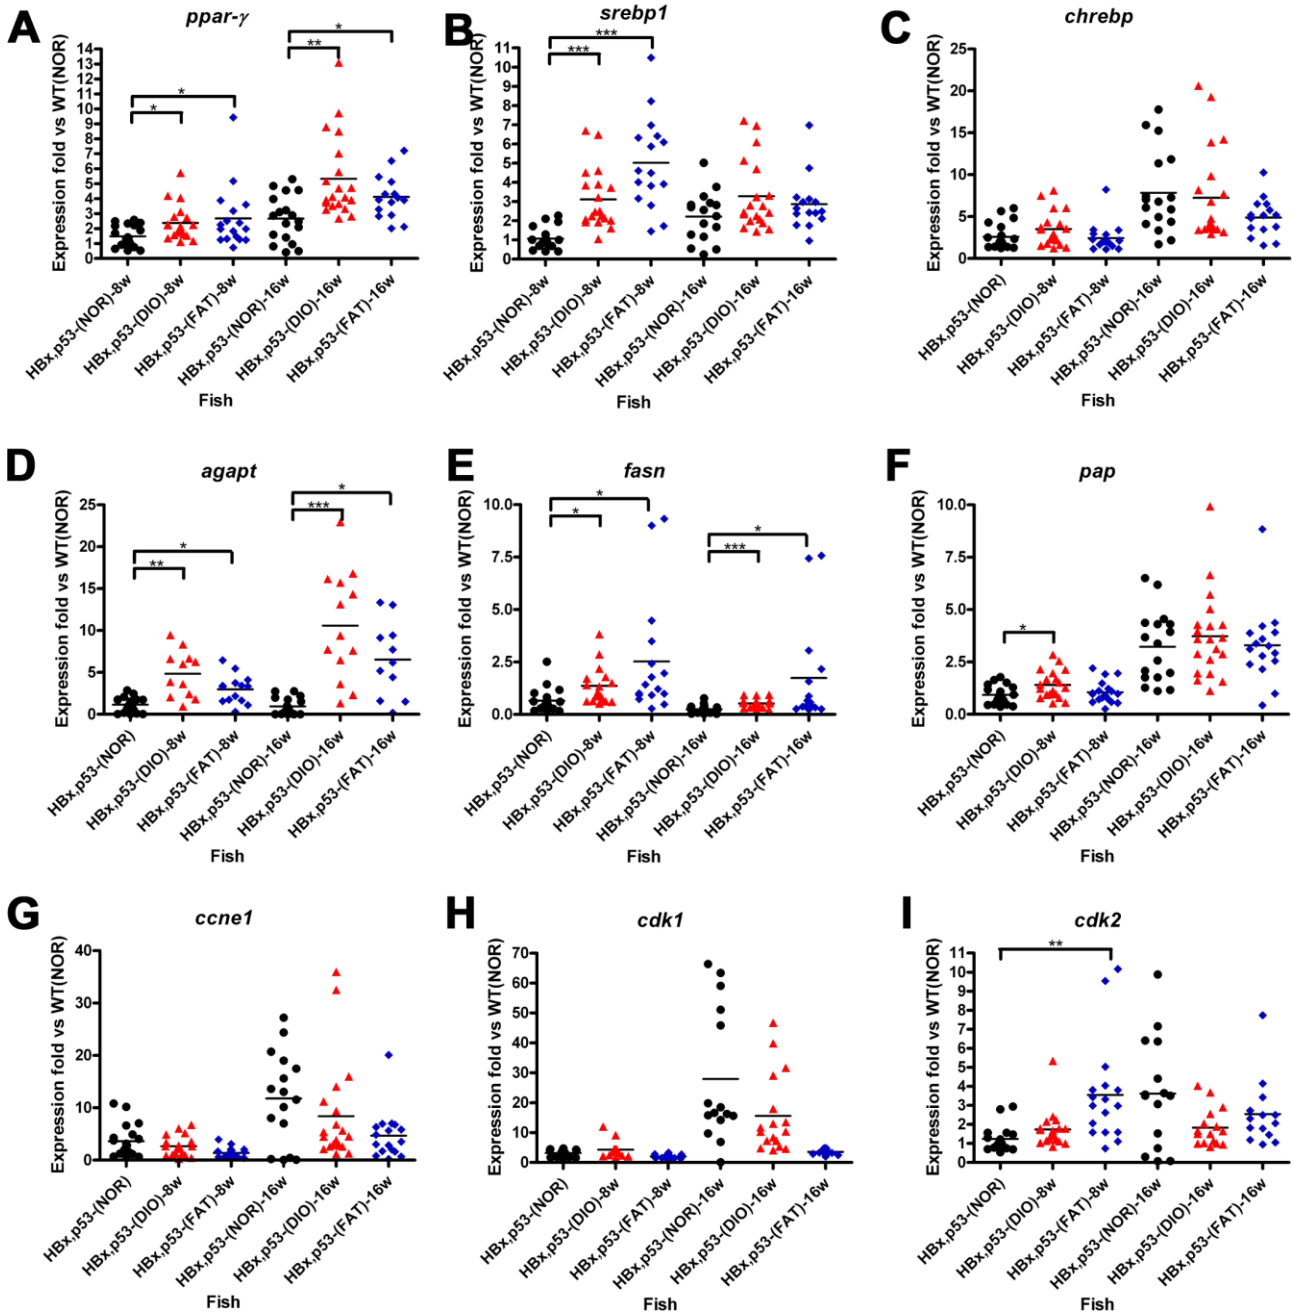 A
ppar-γ
Expression fold vs WT(NOR)
14
13
12
11
10
9
8
7
6
5
4
3
2
1
0
*
*
**
*
HBx,p53-(NOR)-8w
HBx,p53-(DIO)-8w
HBx,p53-(FAT)-8w
HBx,p53-(NOR)-16w
HBx,p53-(DIO)-16w
HBx,p53-(FAT)-16w
Fish
B
srebp1
Expression fold vs WT(NOR)
11
10
9
8
7
6
5
4
3
2
1
0
***
***
HBx,p53-(NOR)-8w
HBx,p53-(DIO)-8w
HBx,p53-(FAT)-8w
HBx,p53-(NOR)-16w
HBx,p53-(DIO)-16w
HBx,p53-(FAT)-16w
Fish
C
chrebp
Expression fold vs WT(NOR)
25
20
15
10
5
0
HBx,p53-(NOR)
HBx,p53-(DIO)-8w
HBx,p53-(FAT)-8w
HBx,p53-(NOR)-16w
HBx,p53-(DIO)-16w
HBx,p53-(FAT)-16w
Fish
D
agapt
Expression fold vs WT(NOR)
25
20
15
10
5
0
*
**
*
***
HBx,p53-(NOR)
HBx,p53-(DIO)-8w
HBx,p53-(FAT)-8w
HBx,p53-(NOR)-16w
HBx,p53-(DIO)-16w
HBx,p53-(FAT)-16w
Fish
E
fasn
Expression fold vs WT(NOR)
10.0
7.5
5.0
2.5
0.0
*
*
*
***
HBx,p53-(NOR)
HBx,p53-(DIO)-8w
HBx,p53-(FAT)-8w
HBx,p53-(NOR)-16w
HBx,p53-(DIO)-16w
HBx,p53-(FAT)-16w
Fish
F
pap
Expression fold vs WT(NOR)
10.0
7.5
5.0
2.5
0.0
*
HBx,p53-(NOR)
HBx,p53-(DIO)-8w
HBx,p53-(FAT)-8w
HBx,p53-(NOR)-16w
HBx,p53-(DIO)-16w
HBx,p53-(FAT)-16w
Fish
G
ccne1
Expression fold vs WT(NOR)
40
30
20
10
0
HBx,p53-(NOR)
HBx,p53-(DIO)-8w
HBx,p53-(FAT)-8w
HBx,p53-(NOR)-16w
HBx,p53-(DIO)-16w
HBx,p53-(FAT)-16w
Fish
H
cdk1
Expression fold vs WT(NOR)
70
60
50
40
30
20
10
0
HBx,p53-(NOR)
HBx,p53-(DIO)-8w
HBx,p53-(FAT)-8w
HBx,p53-(NOR)-16w
HBx,p53-(DIO)-16w
HBx,p53-(FAT)-16w
Fish
I
cdk2
Expression fold vs WT(NOR)
11
10
9
8
7
6
5
4
3
2
1
0
**
HBx,p53-(NOR)
HBx,p53-(DIO)-8w
HBx,p53-(FAT)-8w
HBx,p53-(NOR)-16w
HBx,p53-(DIO)-16w
HBx,p53-(FAT)-16w
Fish